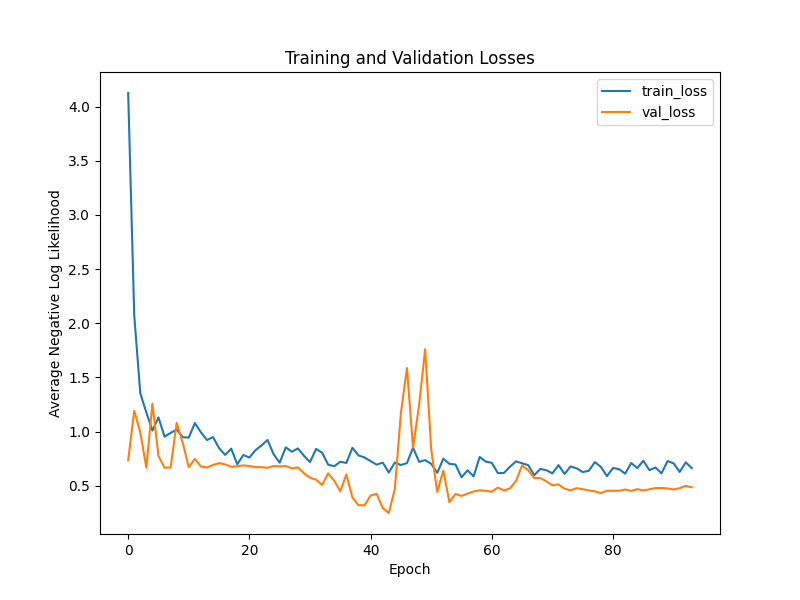 Training and Validation Losses
train_loss
val_loss
Average Negative Log Likelihood
4.0
3.5
3.0
2.5
2.0
1.5
1.0
0.5
0
20
40
60
80
Epoch